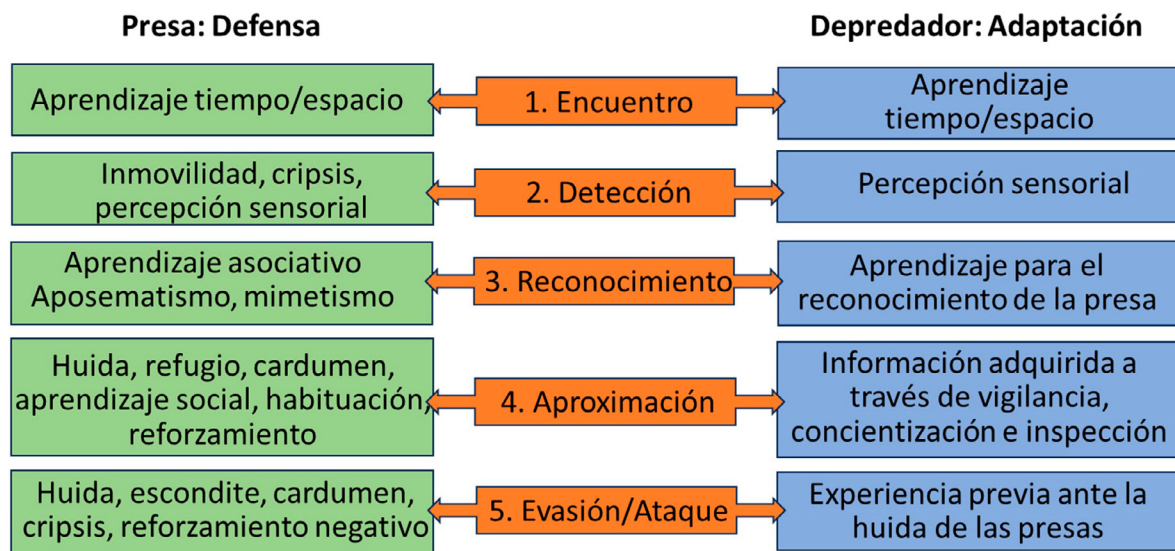 Presa: Defensa
Depredador: Adaptación
Aprendizaje tiempo/espacio
1. Encuentro
Aprendizaje
tiempo/espacio
Inmovilidad, cripsis,
percepción sensorial
2. Detección
Percepción sensorial
Aprendizaje asociativo
Aposematismo, mimetismo
3. Reconocimiento
Aprendizaje para el
reconocimiento de la presa
Huida, refugio, cardumen,
aprendizaje social, habituación,
reforzamiento
4. Aproximación
Información adquirida a
través de vigilancia,
concientización e inspección
Huida, escondite, cardumen,
cripsis, reforzamiento negativo
5. Evasión/Ataque
Experiencia previa ante la
huida de las presas